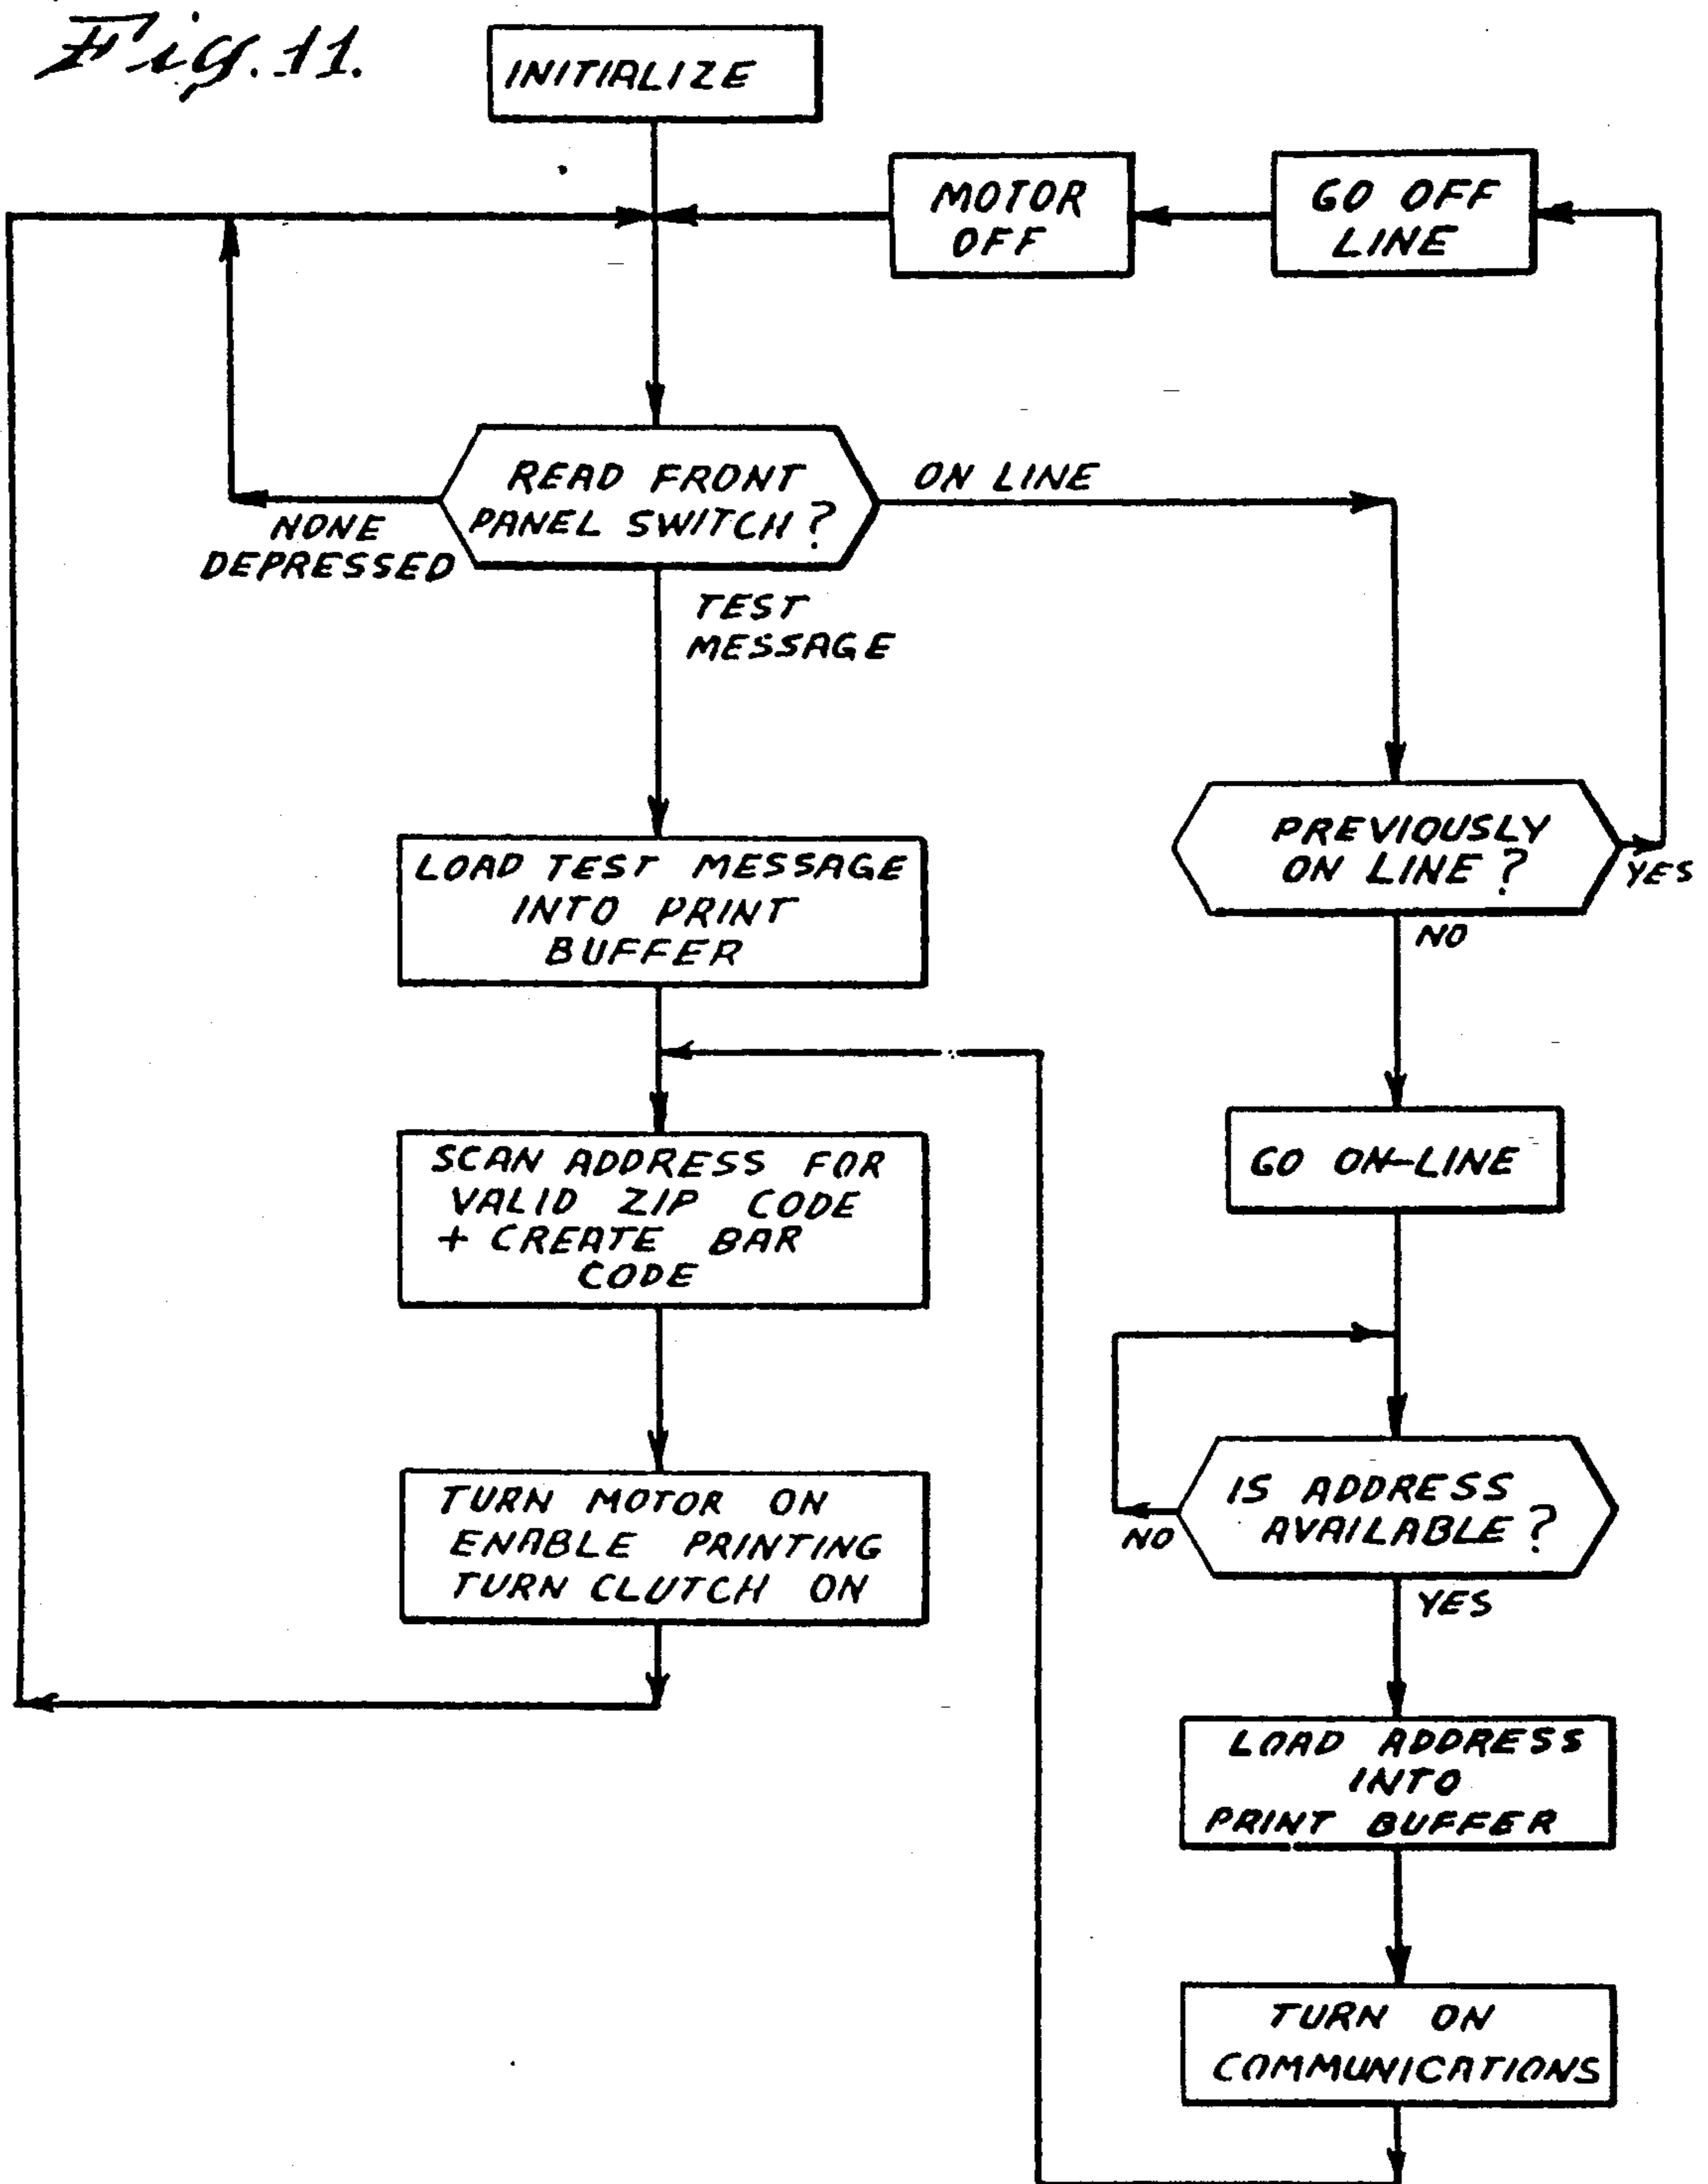 Fig. 11.
INITIALIZE
MOTOR
OFF
GO OFF
LINE
READ FRONT
PANEL SWITCH?
ON LINE
NONE
DEPRESSED
TEST
MESSAGE
PREVIOUSLY
ON LINE?
YES
NO
LOAD TEST MESSAGE
INTO PRINT
BUFFER
SCAN ADDRESS FOR
VALID ZIP CODE
+ CREATE BAR
CODE
GO ON-LINE
TURN MOTOR ON
ENABLE PRINTING
TURN CLUTCH ON
IS ADDRESS
AVAILABLE?
NO
YES
LOAD ADDRESS
INTO
PRINT BUFFER
TURN ON
COMMUNICATIONS